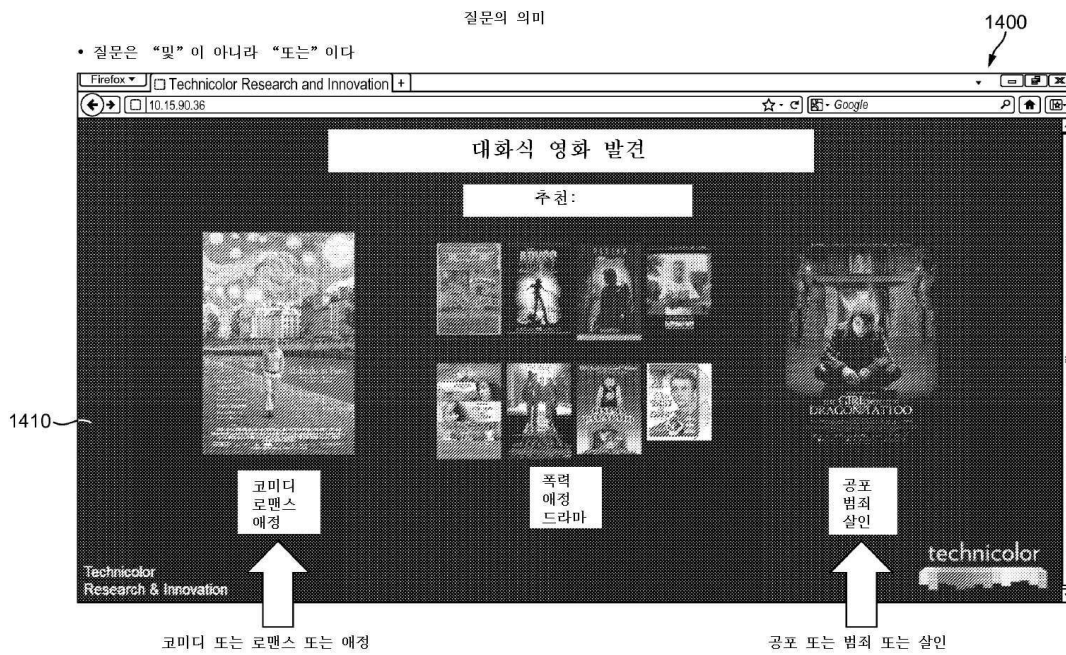 질문의 의미
1400
• 질문은 “및”이 아니라 “또는”이다
Firefox
Technicolor Research and Innovation
+
10.15.90.36
Google
대화식 영화 발견
추천:
THE GIRL
DRAGON TATTOO
1410
코미디
로맨스
애정
폭력
애정
드라마
공포
범죄
살인
technicolor
Technicolor
Research & Innovation
코미디 또는 로맨스 또는 애정
공포 또는 범죄 또는 살인